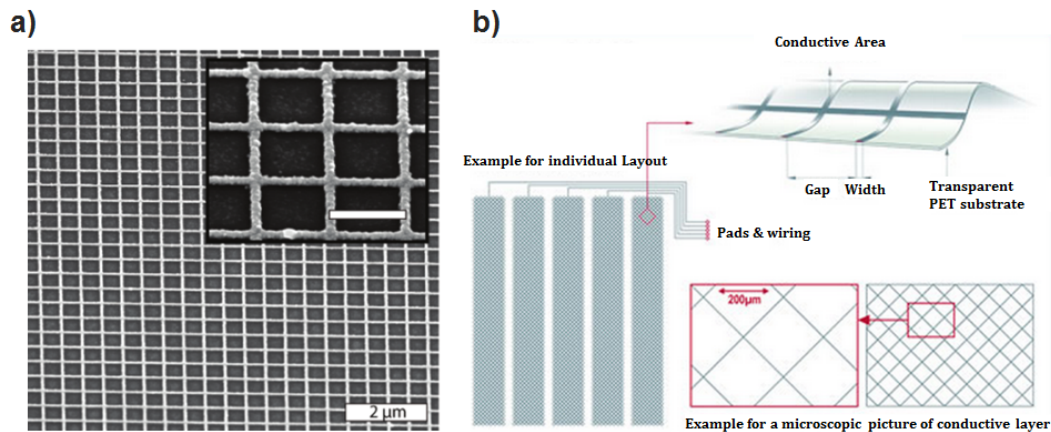 a)
2 µm
b)
Conductive Area
Example for individual Layout
Gap
Width
Transparent
PET substrate
Pads & wiring
200µm
Example for a microscopic picture of conductive layer